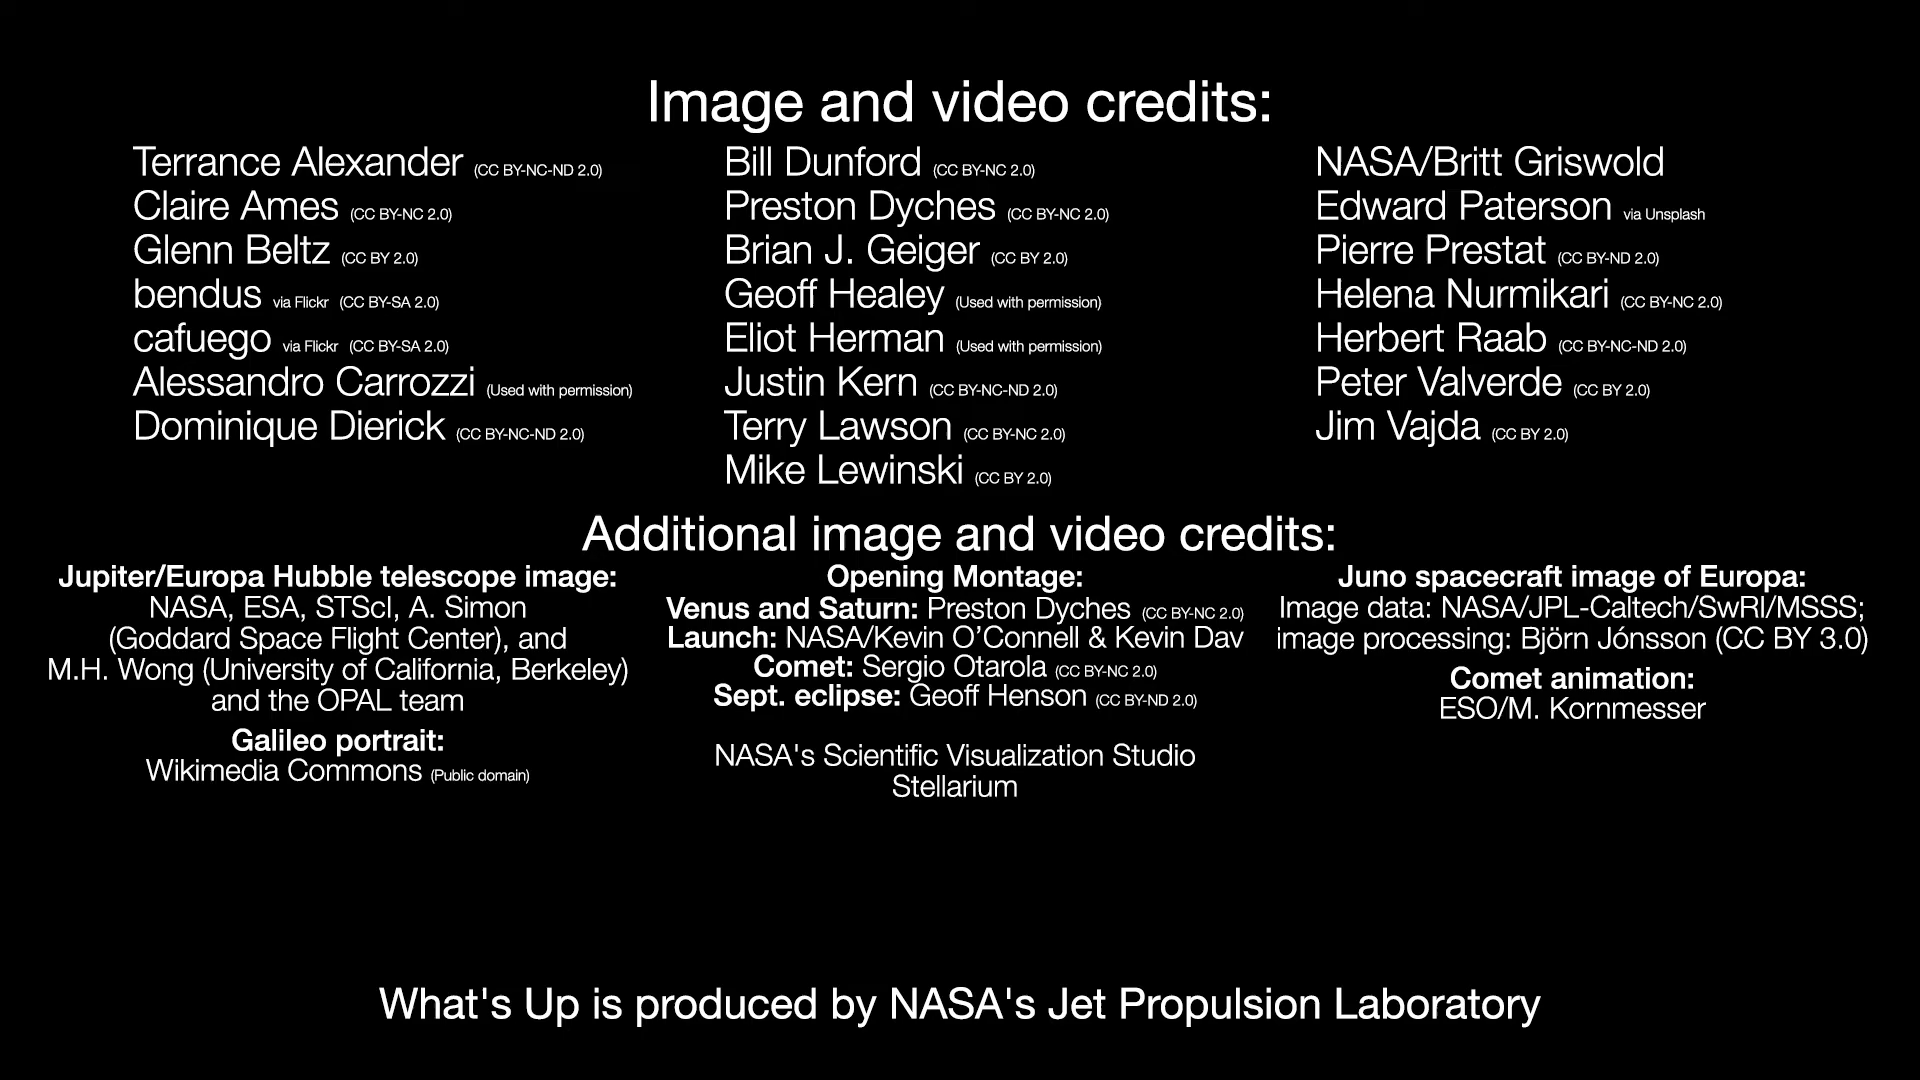 Image and video credits:
Terrance Alexander (CC BY-NC-ND 2.0)
Claire Ames (CC BY-NC 2.0)
Glenn Beltz (CC BY 2.0)
bendus via Flickr (CC BY-SA 2.0)
cafuego via Flickr (CC BY-SA 2.0)
Alessandro Carrozzi (Used with permission)
Dominique Dierick (CC BY-NC-ND 2.0)
Bill Dunford (CC BY-NC 2.0)
Preston Dyches (CC BY-NC 2.0)
Brian J. Geiger (CC BY 2.0)
Geoff Healey (Used with permission)
Eliot Herman (Used with permission)
Justin Kern (CC BY-NC-ND 2.0)
Terry Lawson (CC BY-NC 2.0)
Mike Lewinski (CC BY 2.0)
NASA/Britt Griswold
Edward Paterson via Unsplash
Pierre Prestat (CC BY-ND 2.0)
Helena Nurmikari (CC BY-NC 2.0)
Herbert Raab (CC BY-NC-ND 2.0)
Peter Valverde (CC BY 2.0)
Jim Vajda (CC BY 2.0)
Additional image and video credits:
Jupiter/Europa Hubble telescope image:
NASA, ESA, STScI, A. Simon
(Goddard Space Flight Center), and
M.H. Wong (University of California, Berkeley)
and the OPAL team
Galileo portrait:
Wikimedia Commons (Public domain)
Opening Montage:
Venus and Saturn: Preston Dyches (CC BY-NC 2.0)
Launch: NASA/Kevin O’Connell & Kevin Dav
Comet: Sergio Otarola (CC BY-NC 2.0)
Sept. eclipse: Geoff Henson (CC BY-ND 2.0)
NASA's Scientific Visualization Studio
Stellarium
Juno spacecraft image of Europa:
Image data: NASA/JPL-Caltech/SwRI/MSSS;
image processing: Björn Jónsson (CC BY 3.0)
Comet animation:
ESO/M. Kornmesser
What's Up is produced by NASA's Jet Propulsion Laboratory